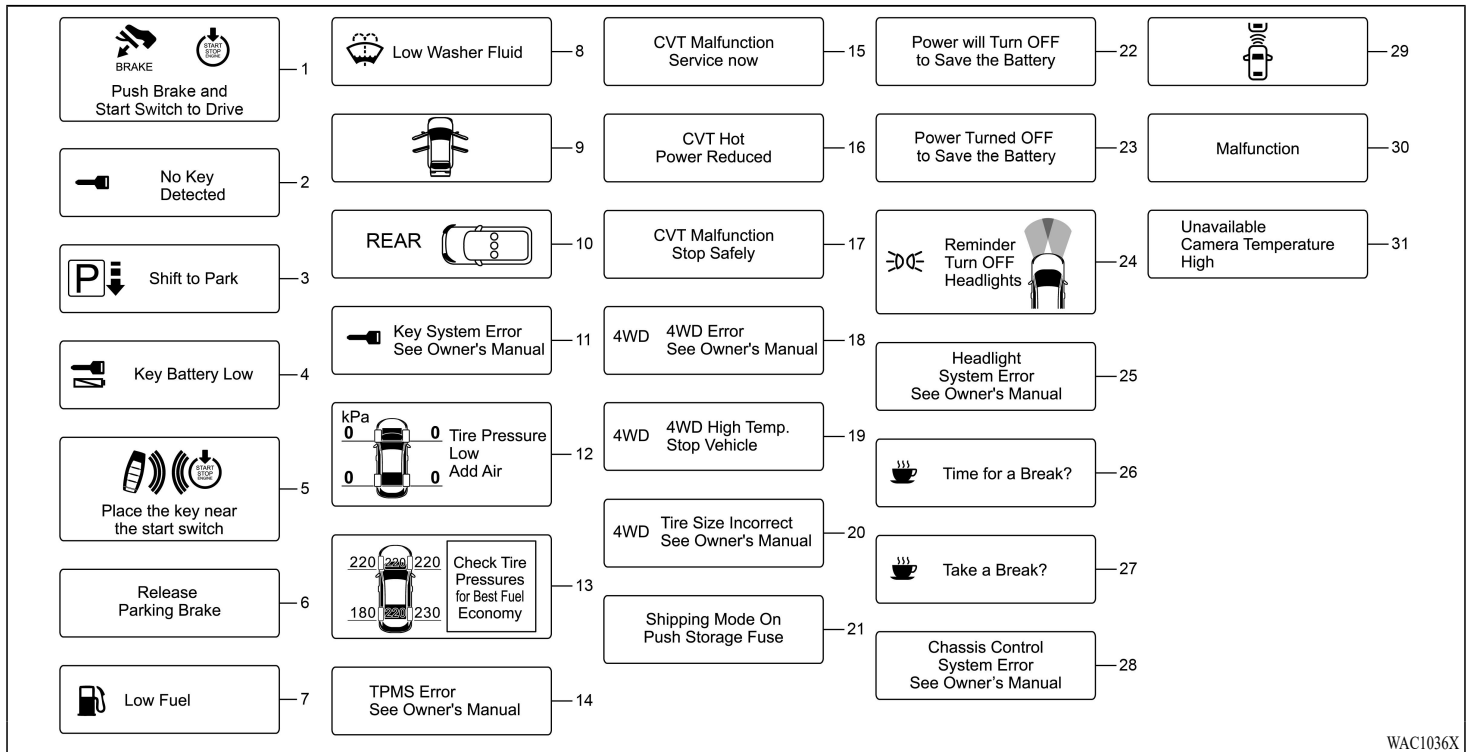 START
STOP
ENGINE
BRAKE
Push Brake and
Start Switch to Drive
1
No Key
Detected
2
P
Shift to Park
3
Key Battery Low
4
START
STOP
ENGINE
Place the key near
the start switch
5
Release
Parking Brake
6
Low Fuel
7
Low Washer Fluid
8
9
REAR
10
Key System Error
See Owner's Manual
11
kPa
0 0 Tire Pressure
Low
0 0 Add Air
12
220 220 220 Check Tire
Pressures
for Best Fuel
180 220 230 Economy
13
TPMS Error
See Owner's Manual
14
CVT Malfunction
Service now
15
CVT Hot
Power Reduced
16
CVT Malfunction
Stop Safely
17
4WD 4WD Error
See Owner's Manual
18
4WD 4WD High Temp.
Stop Vehicle
19
4WD Tire Size Incorrect
See Owner's Manual
20
Shipping Mode On
Push Storage Fuse
21
Power will Turn OFF
to Save the Battery
22
Power Turned OFF
to Save the Battery
23
Reminder
Turn OFF
Headlights
24
Headlight
System Error
See Owner's Manual
25
Time for a Break?
26
Take a Break?
27
Chassis Control
System Error
See Owner's Manual
28
29
Malfunction
30
Unavailable
Camera Temperature
High
31
WAC1036X